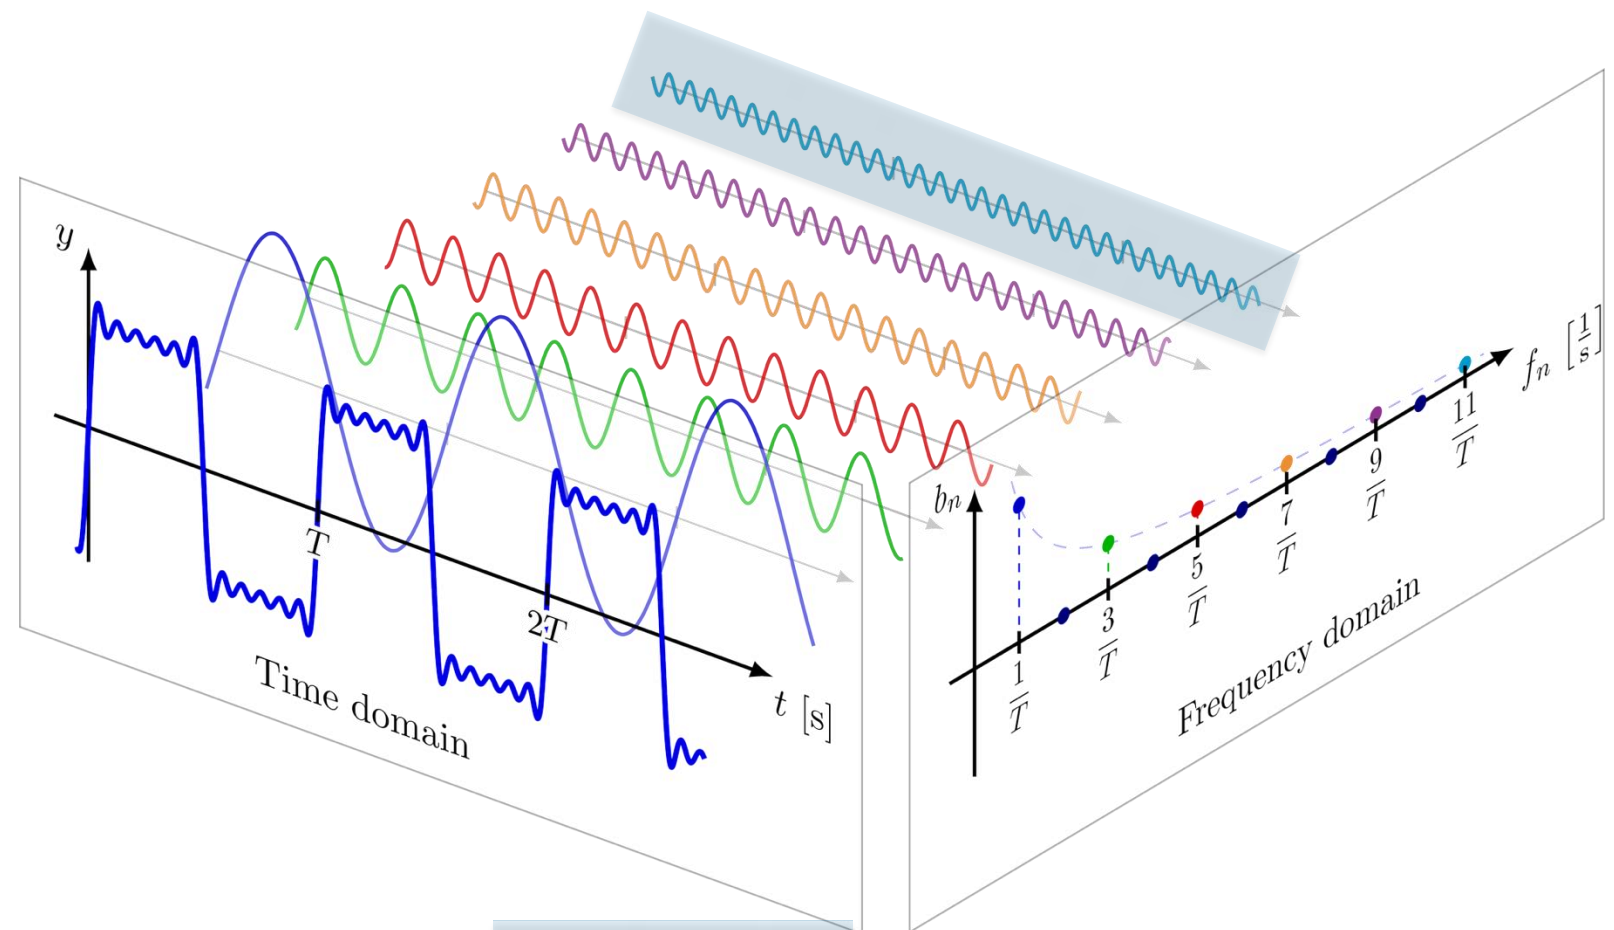 y
T
2T
t [s]
Time domain
b_n
1/T
3/T
5/T
7/T
9/T
11/T
f_n [1/s]
Frequency domain